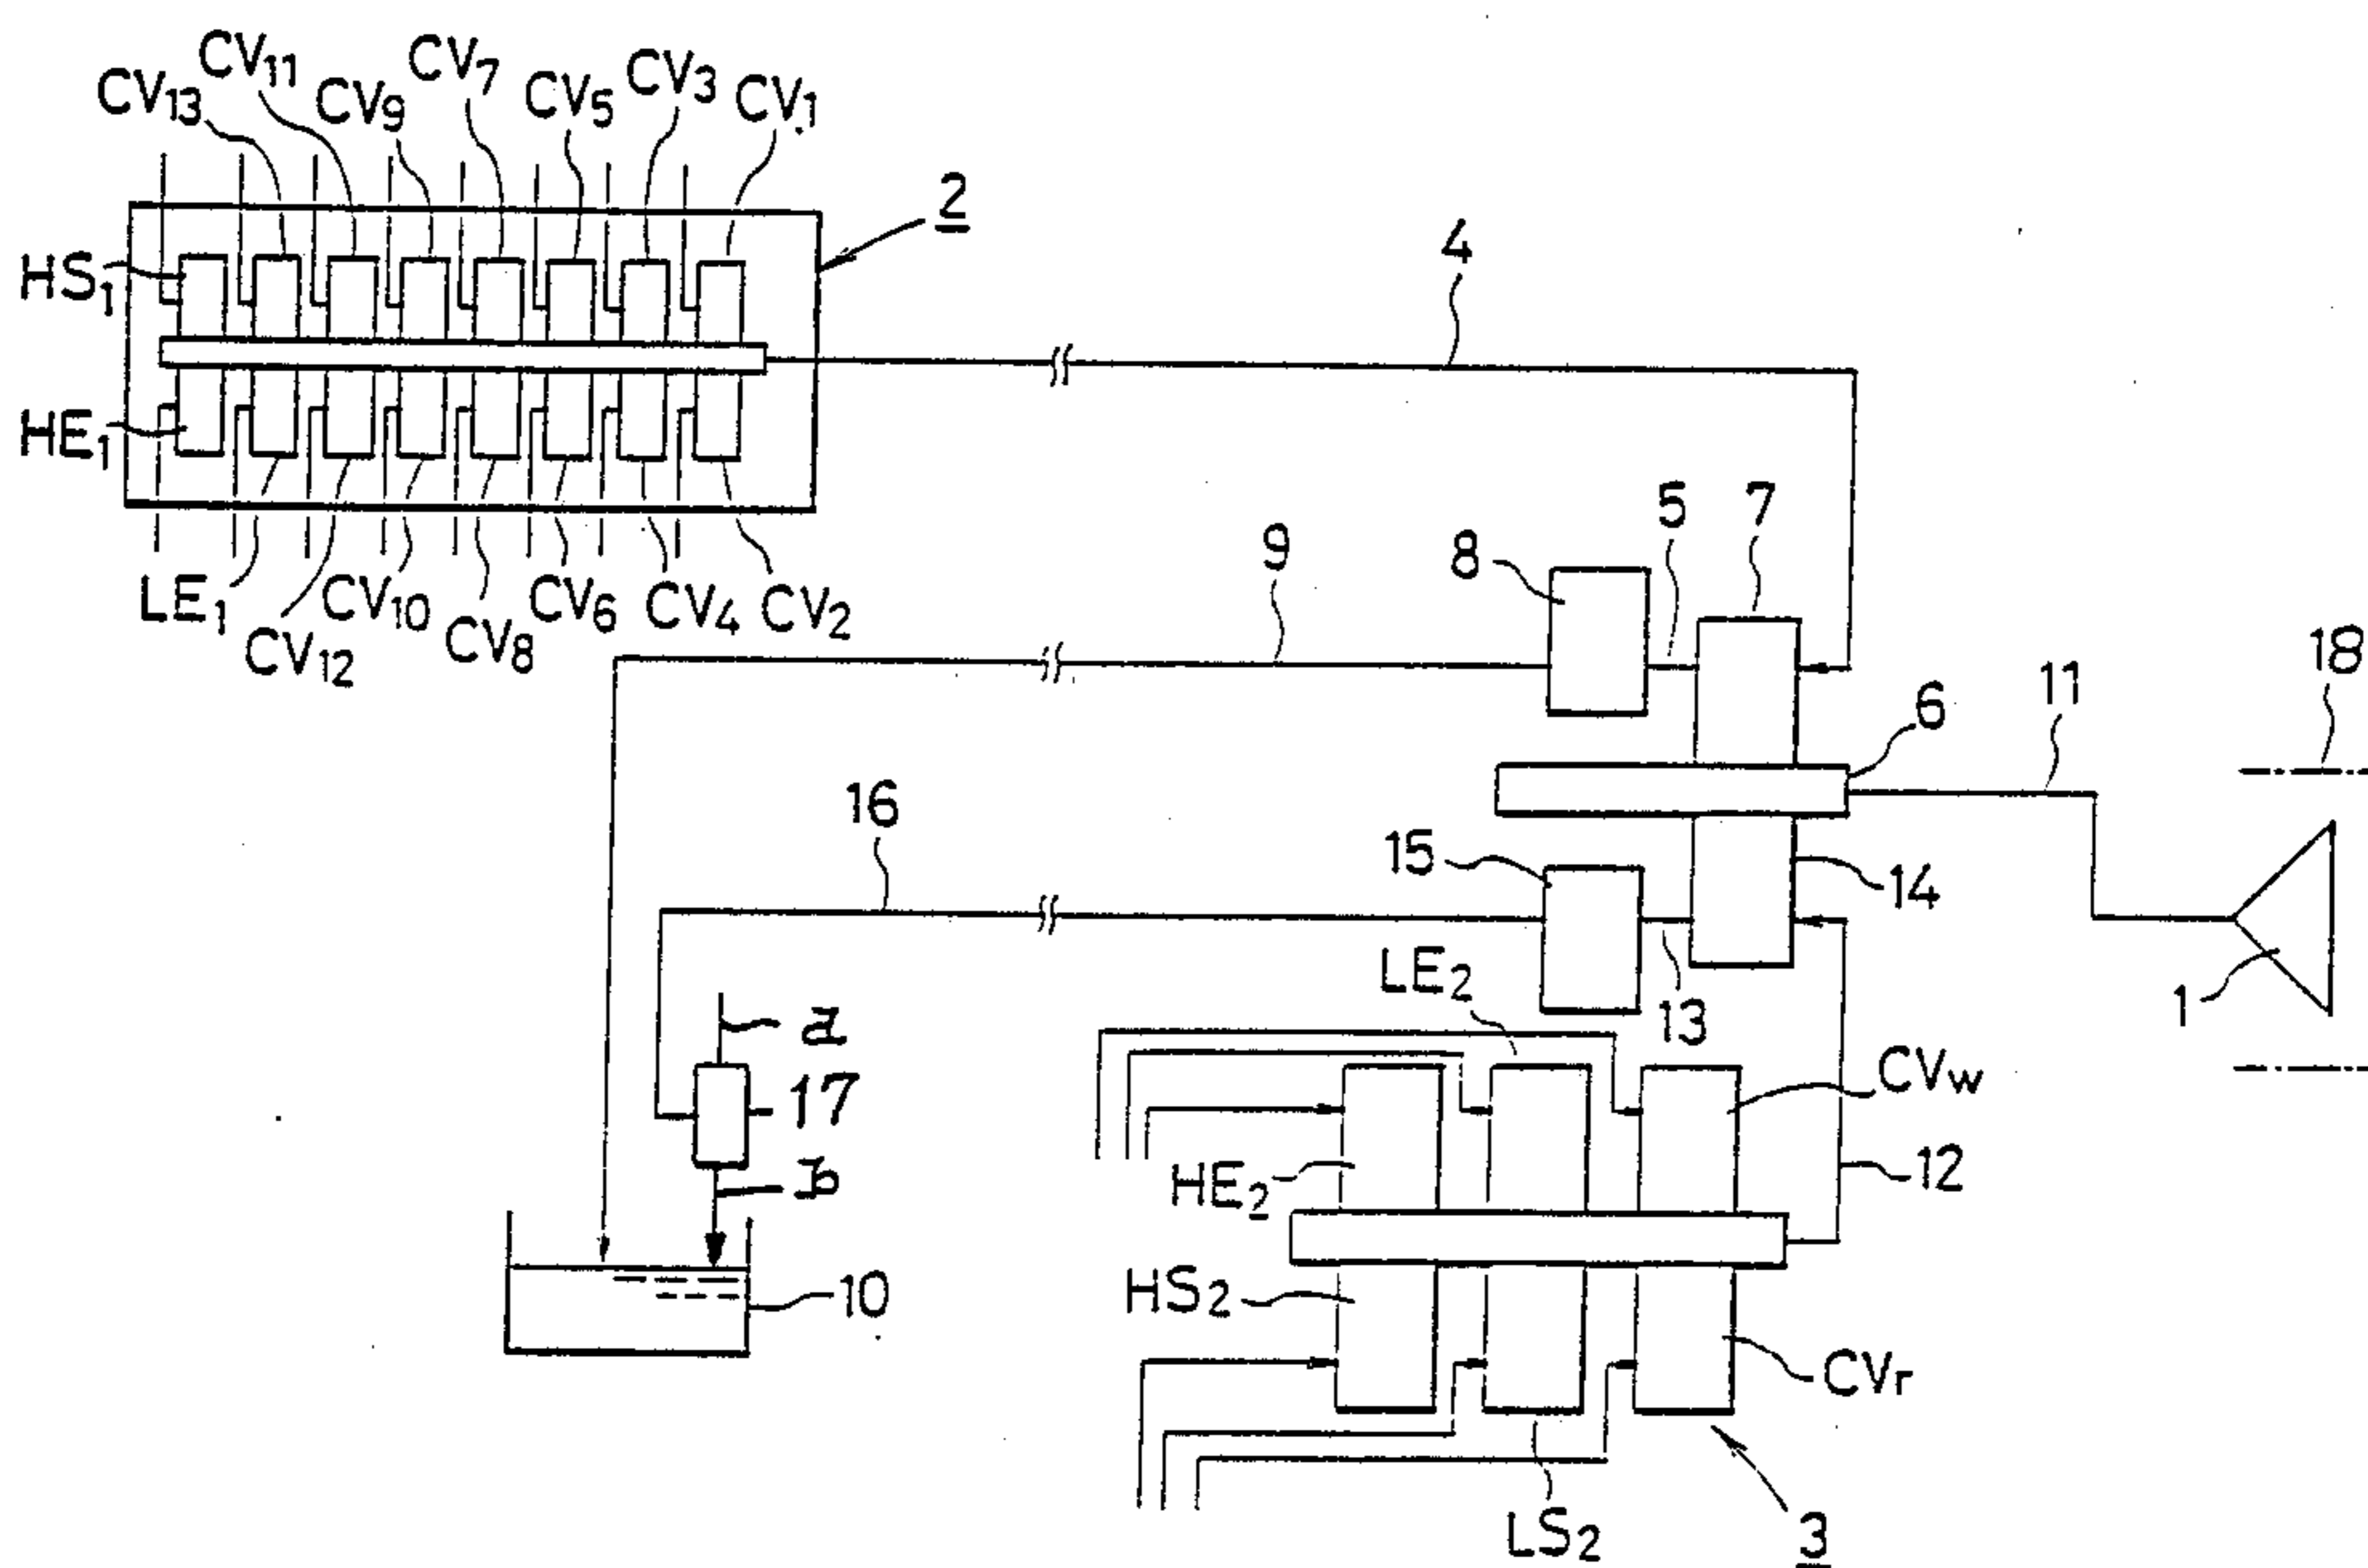 CV₁₃ CV₁₁ CV₉ CV₇ CV₅ CV₃ CV₁
2
HS₁
4
HE₁
LE₁ CV₁₂ CV₁₀ CV₈ CV₆ CV₄ CV₂
9
8
5
7
18
11
6
16
15
14
LE₂
13
1
a
17
b
CVw
HE₂
12
HS₂
10
CVr
LS₂
3